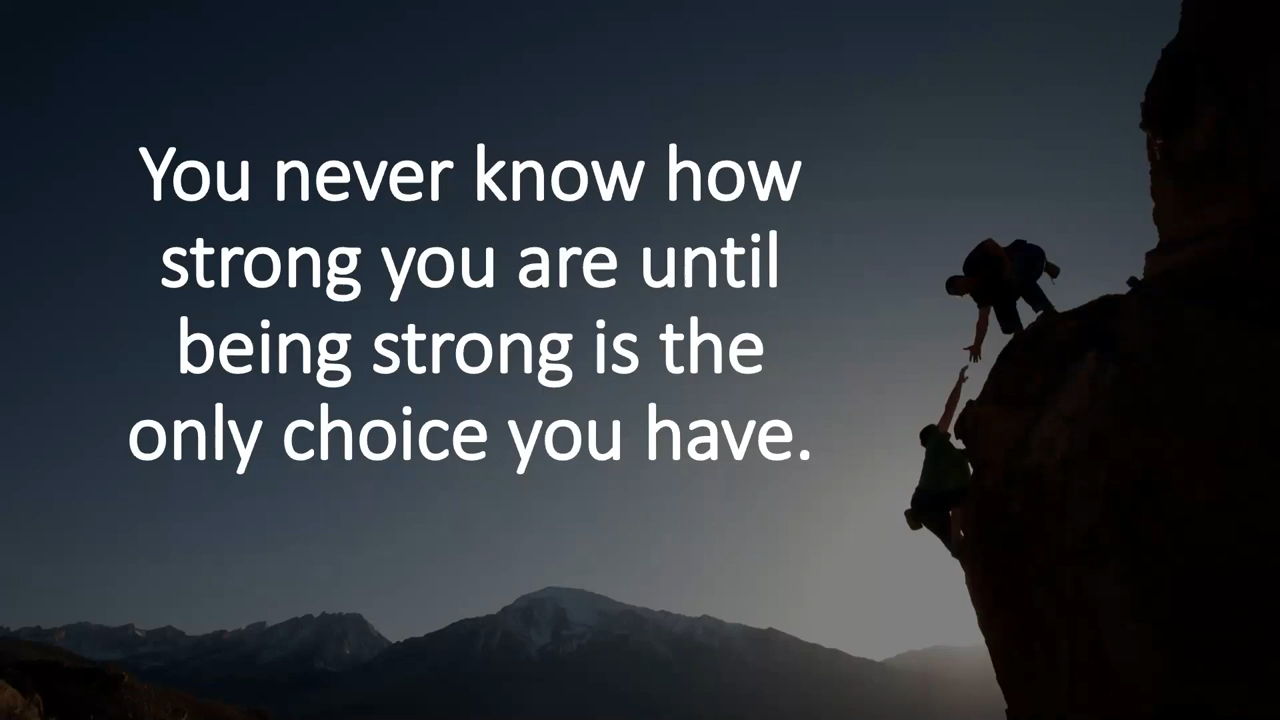 You never know how
strong you are until
being strong is the
only choice you have.